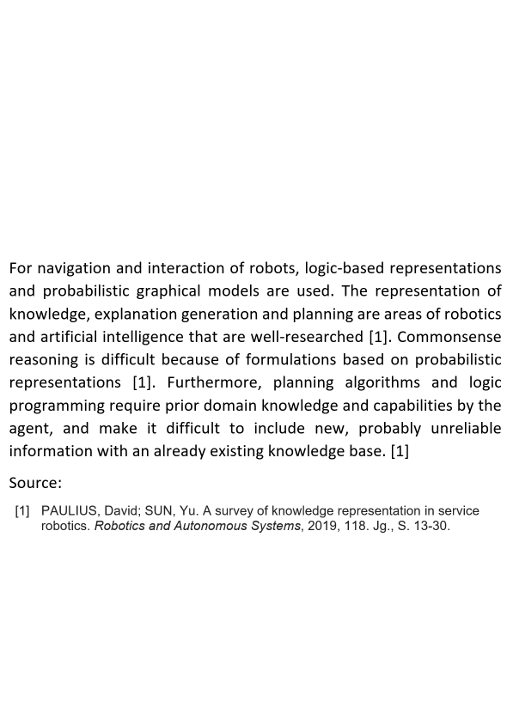 For navigation and interaction of robots, logic-based representations
and probabilistic graphical models are used. The representation of
knowledge, explanation generation and planning are areas of robotics
and artificial intelligence that are well-researched [1]. Commonsense
reasoning is difficult because of formulations based on probabilistic
representations [1]. Furthermore, planning algorithms and logic
programming require prior domain knowledge and capabilities by the
agent, and make it difficult to include new, probably unreliable
information with an already existing knowledge base. [1]
Source:
[1] PAULIUS, David; SUN, Yu. A survey of knowledge representation in service
robotics. Robotics and Autonomous Systems, 2019, 118. Jg., S. 13-30.